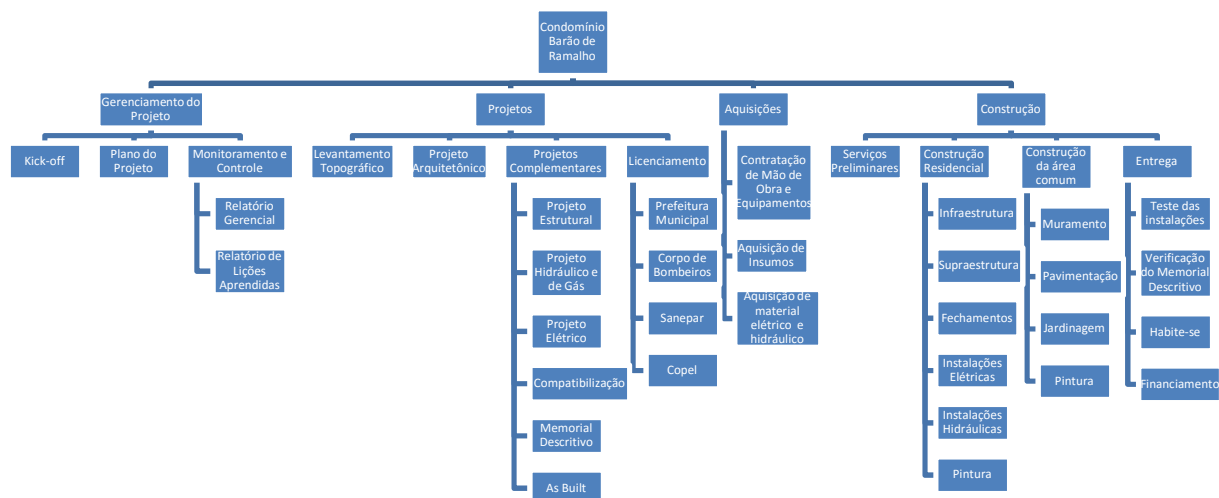 Condomínio
Barão de
Ramalho
Gerenciamento do
Projeto
Projetos
Aquisições
Construção
Kick-off
Plano do
Projeto
Monitoramento e
Controle
Levantamento
Topográfico
Projeto
Arquitetônico
Projetos
Complementares
Licenciamento
Serviços
Preliminares
Construção
Residencial
Construção
da área
comum
Entrega
Relatório
Gerencial
Relatório de
Lições
Aprendidas
Projeto
Estrutural
Projeto
Hidráulico e
de Gás
Projeto
Elétrico
Compatibilização
Memorial
Descritivo
As Built
Prefeitura
Municipal
Corpo de
Bombeiros
Sanepar
Copel
Contratação
de Mão de
Obra e
Equipamentos
Aquisição de
Insumos
Aquisição de
material
elétrico e
hidráulico
Infraestrutura
Supraestrutura
Fechamentos
Instalações
Elétricas
Instalações
Hidráulicas
Pintura
Muramento
Pavimentação
Jardinagem
Pintura
Teste das
instalações
Verificação
do Memorial
Descritivo
Habite-se
Financiamento